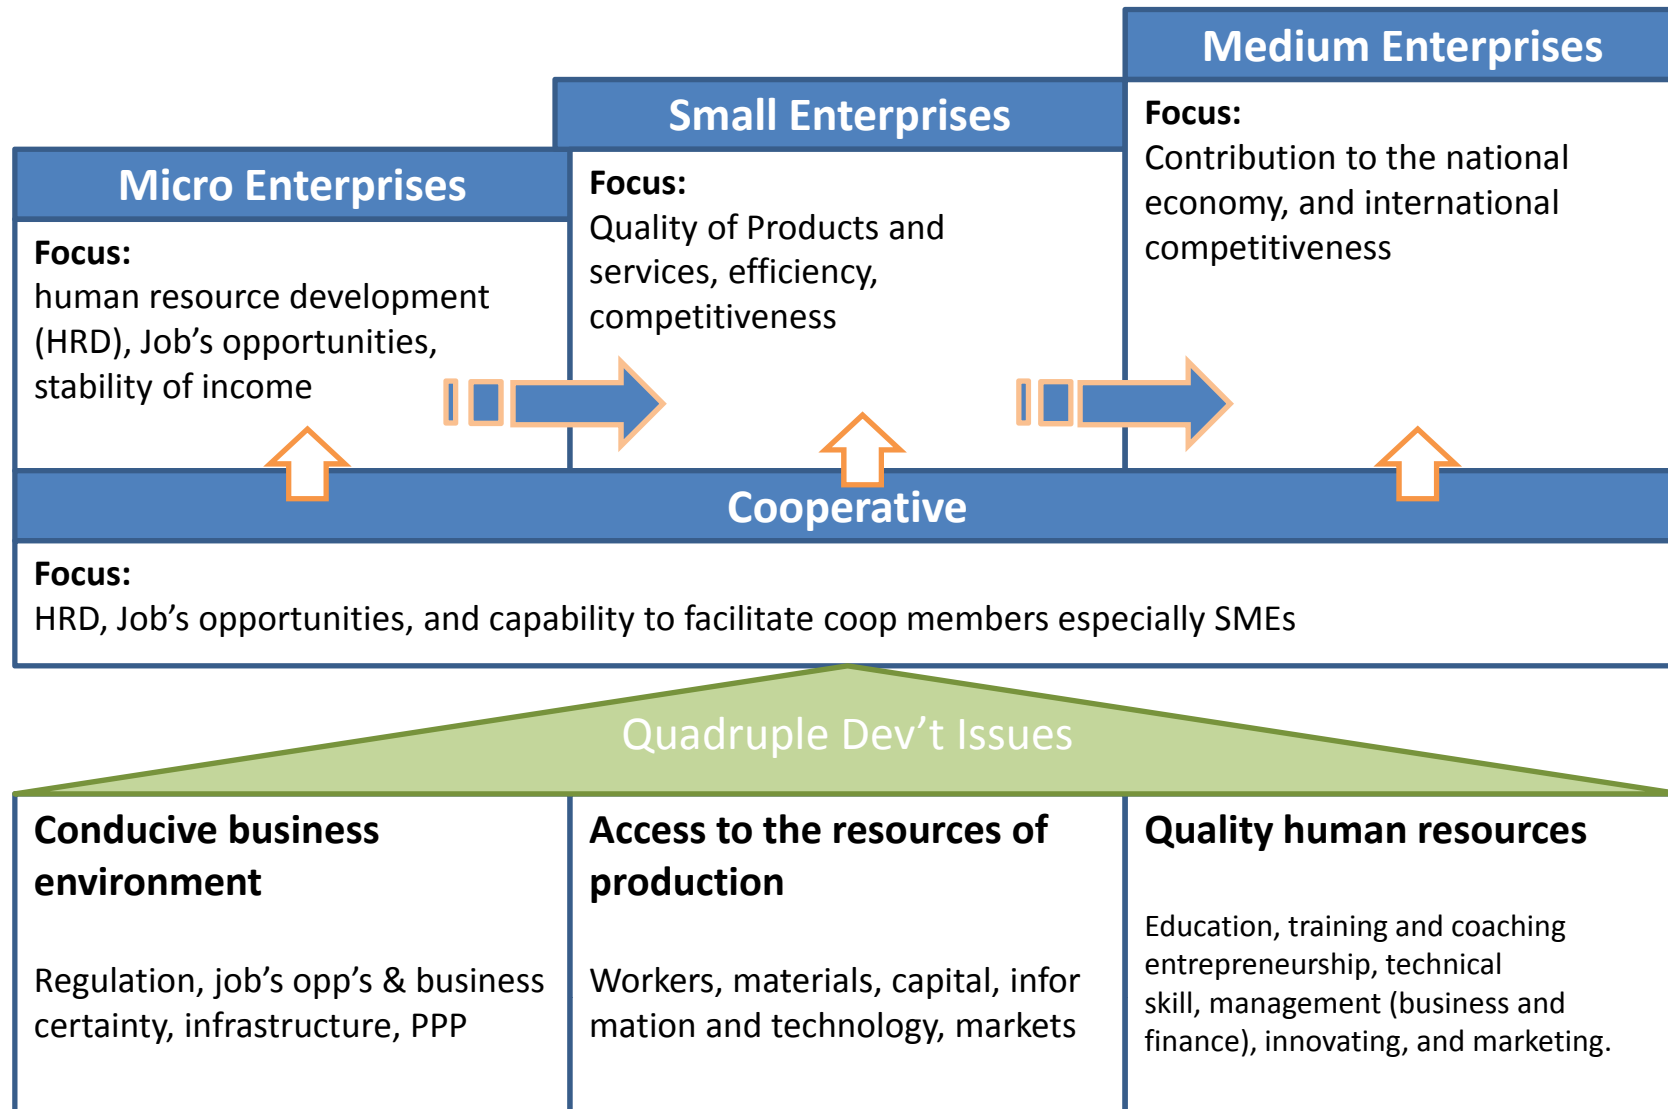 Medium Enterprises
Focus:
Contribution to the national
economy, and international
competitiveness
Small Enterprises
Focus:
Quality of Products and
services, efficiency,
competitiveness
Micro Enterprises
Focus:
human resource development
(HRD), Job’s opportunities,
stability of income
Cooperative
Focus:
HRD, Job’s opportunities, and capability to facilitate coop members especially SMEs
Quadruple Dev’t Issues
Conducive business
environment
Regulation, job’s opp’s & business
certainty, infrastructure, PPP
Access to the resources of
production
Workers, materials, capital, infor
mation and technology, markets
Quality human resources
Education, training and coaching
entrepreneurship, technical
skill, management (business and
finance), innovating, and marketing.